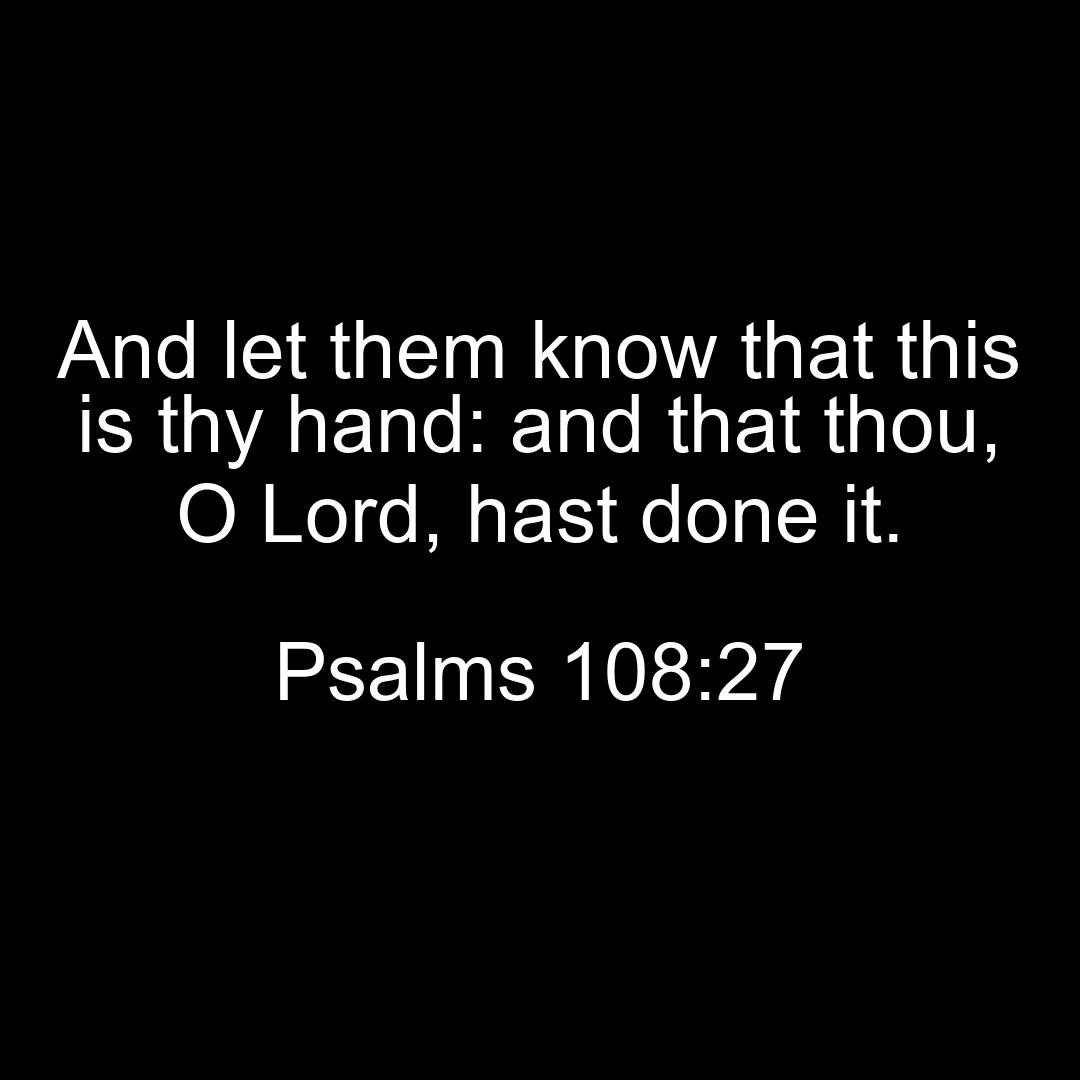 And let them know that this
is thy hand: and that thou,
O Lord, hast done it.
Psalms 108:27